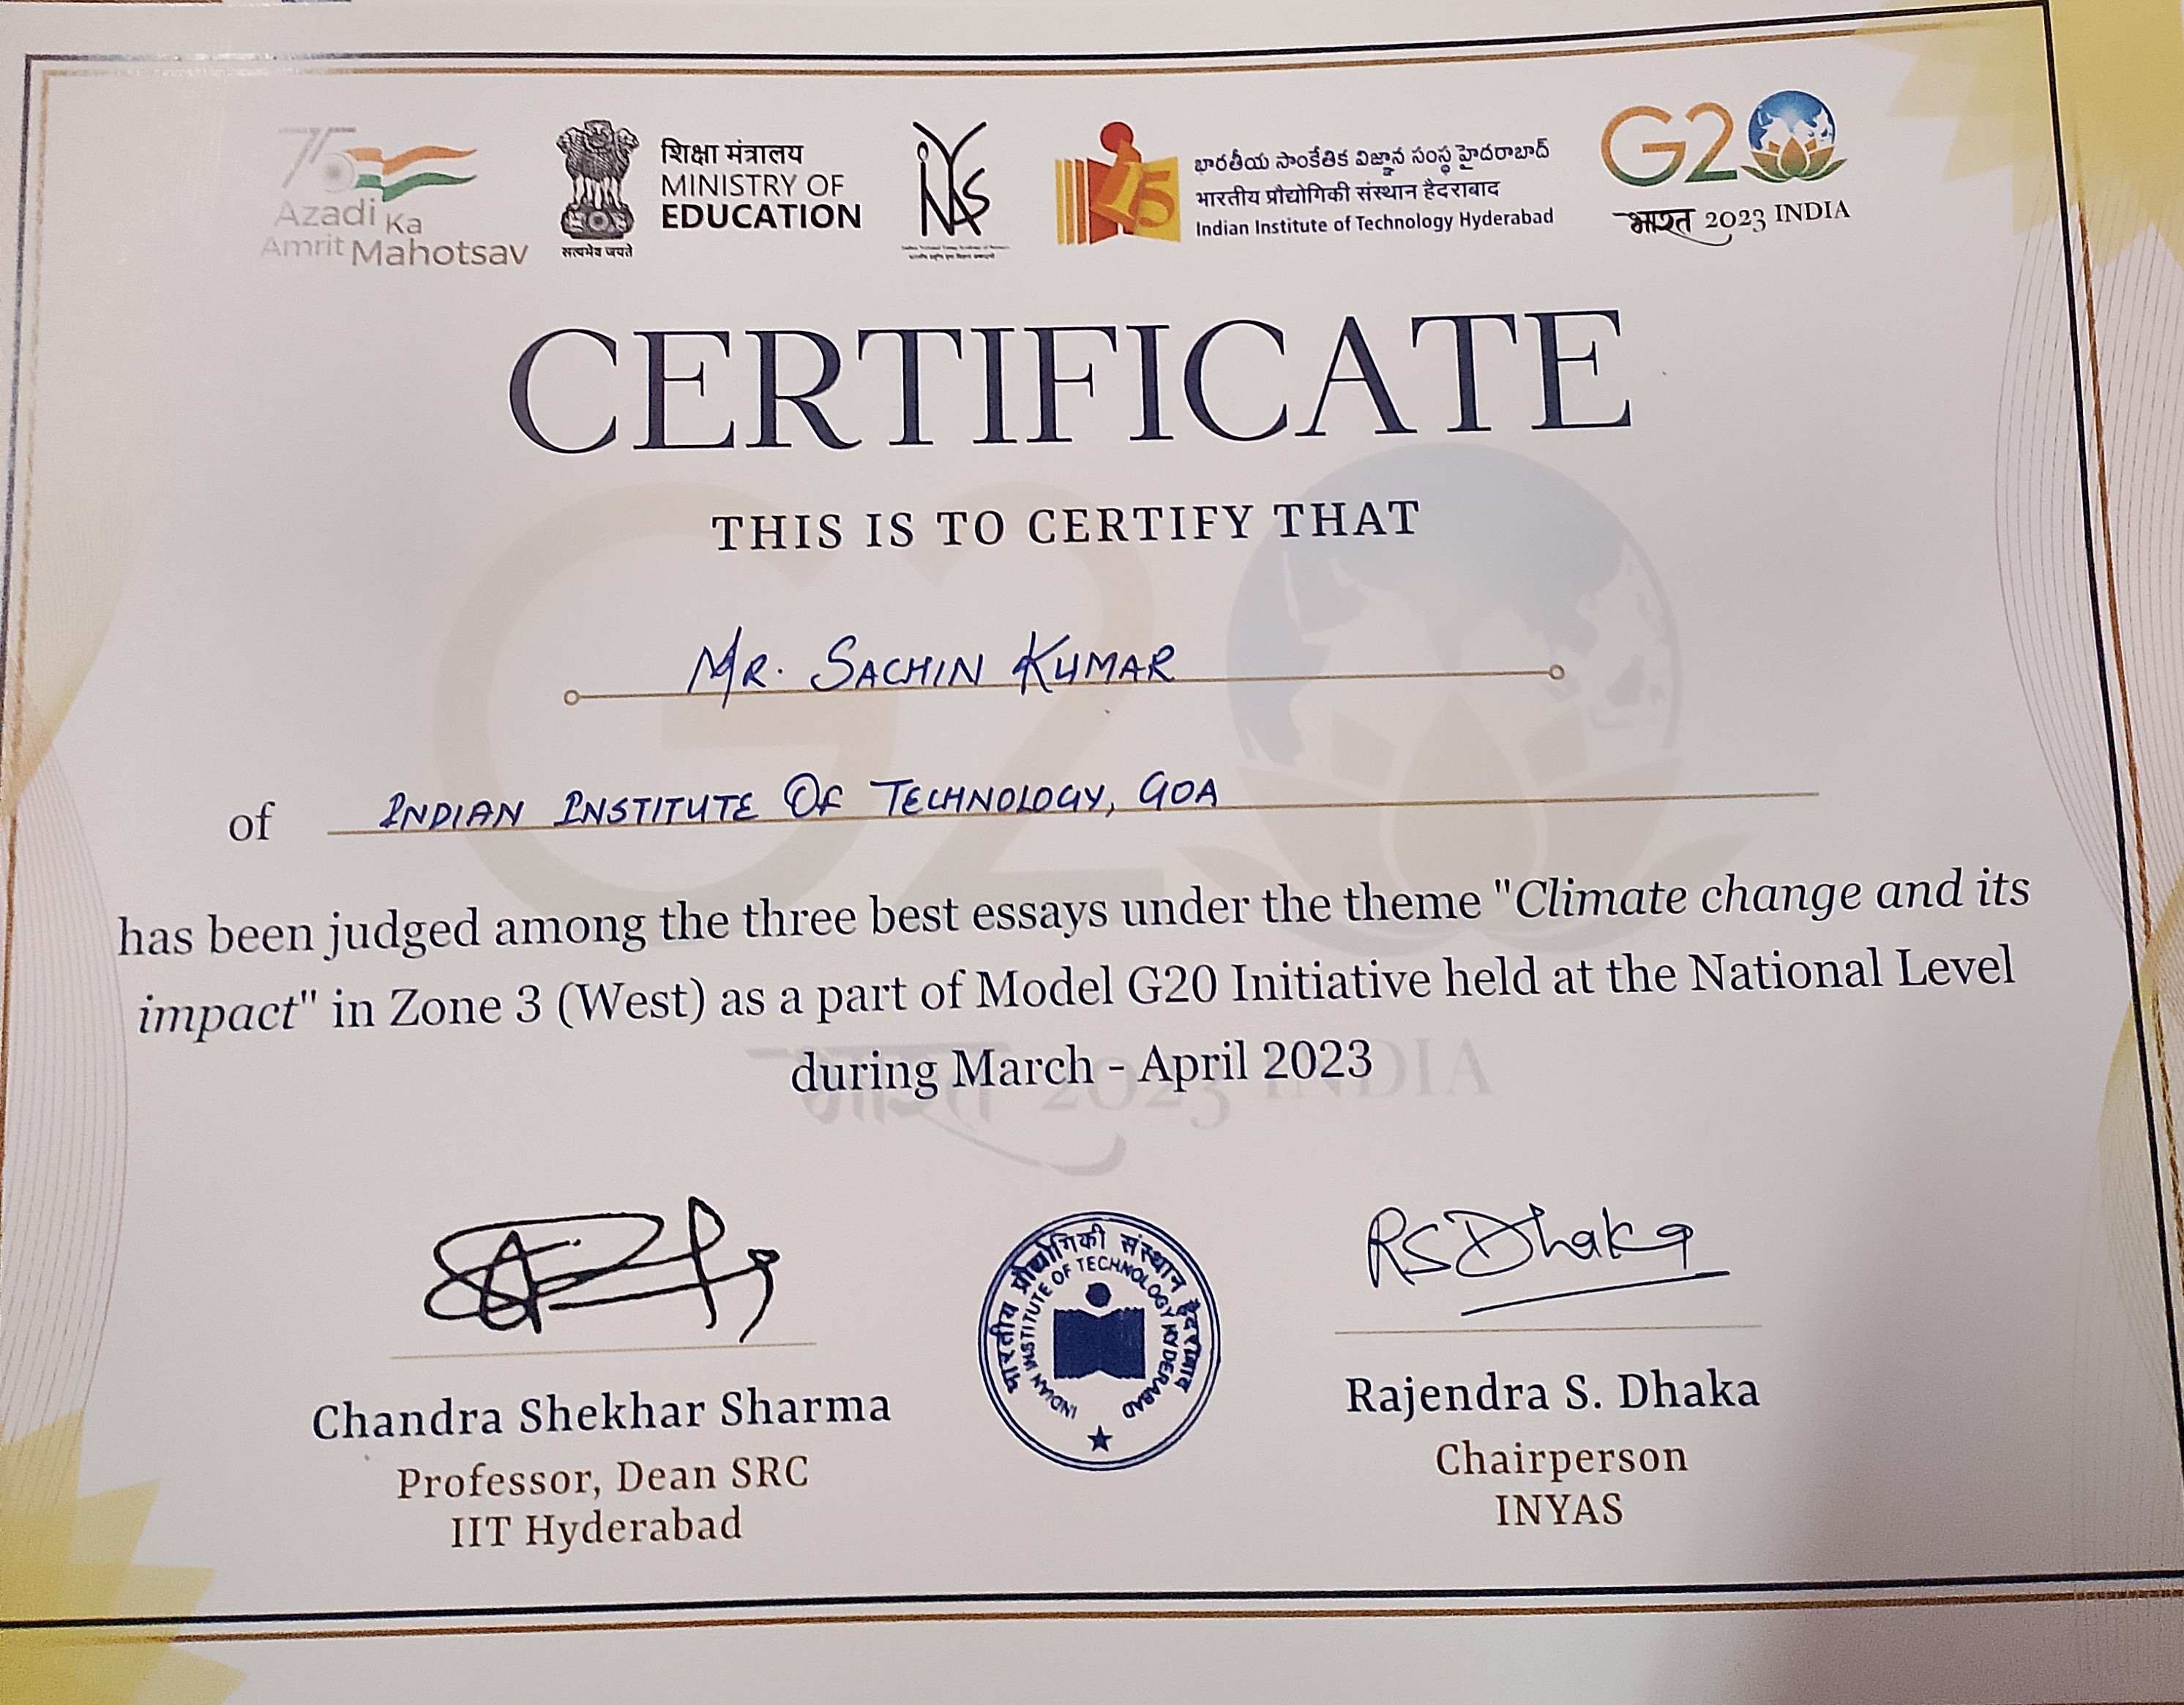 75
Azadi Ka
Amrit Mahotsav
सत्यमेव जयते
शिक्षा मंत्रालय
MINISTRY OF
EDUCATION
iNYAS
15
భారతీయ సాంకేతిక విజ్ఞాన సంస్థ హైదరాబాద్
भारतीय प्रौद्योगिकी संस्थान हैदराबाद
Indian Institute of Technology Hyderabad
G20
भारत 2023 INDIA
CERTIFICATE
THIS IS TO CERTIFY THAT
MR. SACHIN KUMAR
of INDIAN INSTITUTE OF TECHNOLOGY, GOA
has been judged among the three best essays under the theme "Climate change and its
impact" in Zone 3 (West) as a part of Model G20 Initiative held at the National Level
during March - April 2023
G20
भारत 2023 INDIA
RSDhaka
भारतीय प्रौद्योगिकी संस्थान हैदराबाद
INDIAN INSTITUTE OF TECHNOLOGY HYDERABAD
Chandra Shekhar Sharma
Professor, Dean SRC
IIT Hyderabad
Rajendra S. Dhaka
Chairperson
INYAS